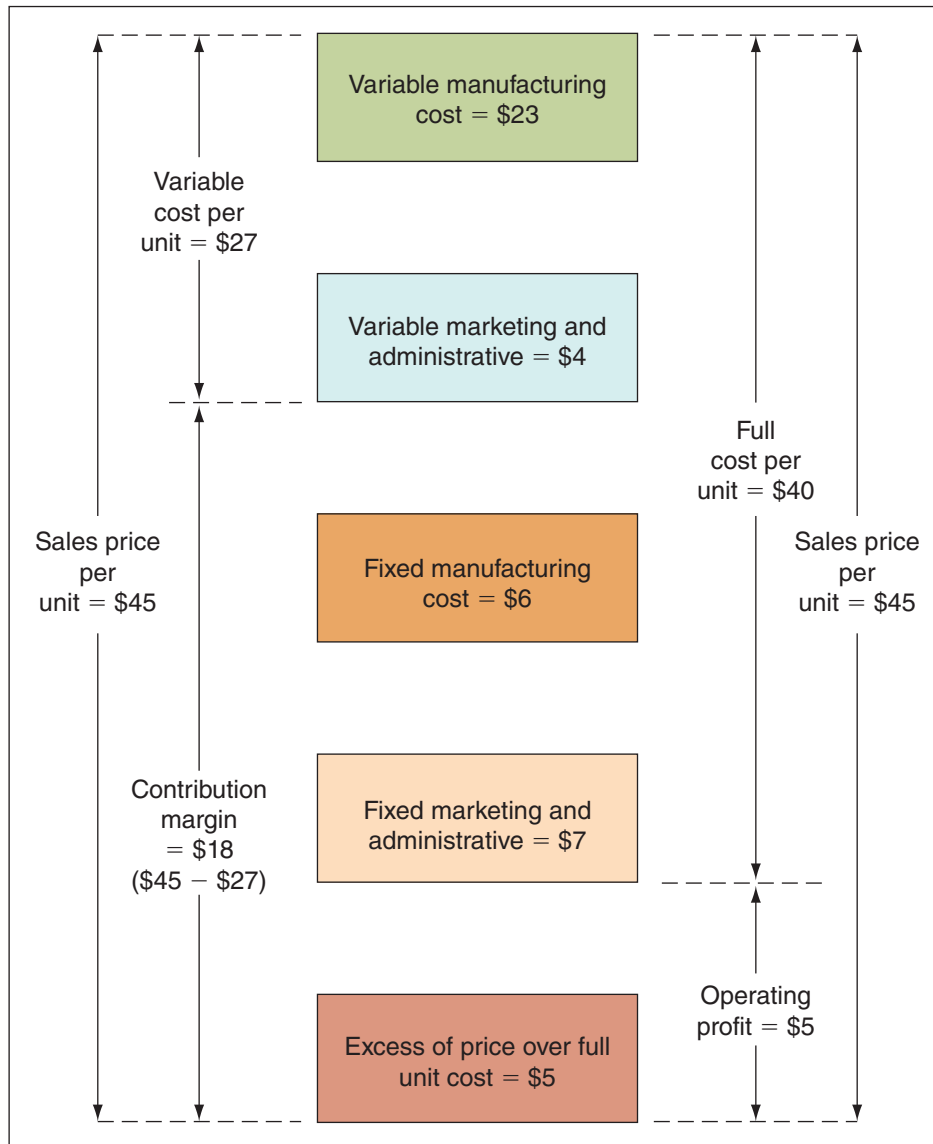 Variable manufacturing
cost = $23
Variable
cost per
unit = $27
Variable marketing and
administrative = $4
Full
cost per
unit = $40
Sales price
per
unit = $45
Fixed manufacturing
cost = $6
Sales price
per
unit = $45
Contribution
margin
= $18
($45 − $27)
Fixed marketing and
administrative = $7
Operating
profit = $5
Excess of price over full
unit cost = $5